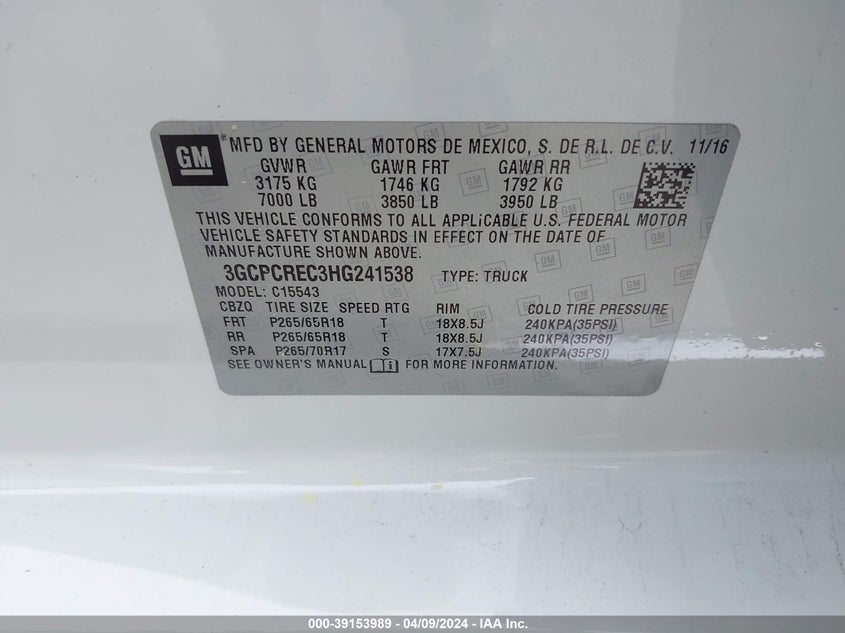 GM
*MFD BY GENERAL MOTORS DE MEXICO, S. DE R.L. DE C.V. 11/16
GVWR GAWR FRT GAWR RR
3175 KG 1746 KG 1792 KG
7000 LB 3850 LB 3950 LB
THIS VEHICLE CONFORMS TO ALL APPLiCABLE U.S. FEDERAL MOTOR
VEHICLE SAFETY STANDARDS IN EFFECT ON THE DATE OF
MANUFACTURE SHOWN ABOVE.
3GCPCREC3HG241538 TYPE: TRUCK
MODEL: C15543
CBZQ TIRE SIZE SPEED RTG RIM COLD TIRE PRESSURE
FRT P265/65R18 T 18X8.5J 240KPA(35PSI)
RR P265/65R18 T 18X8.5J 240KPA(35PSI)
SPA P265/70R17 S 17X7.5J 240KPA(35PSI)
SEE OWNER'S MANUAL FOR MORE INFORMATION.
000-39153989 - 04/09/2024 - IAA Inc.